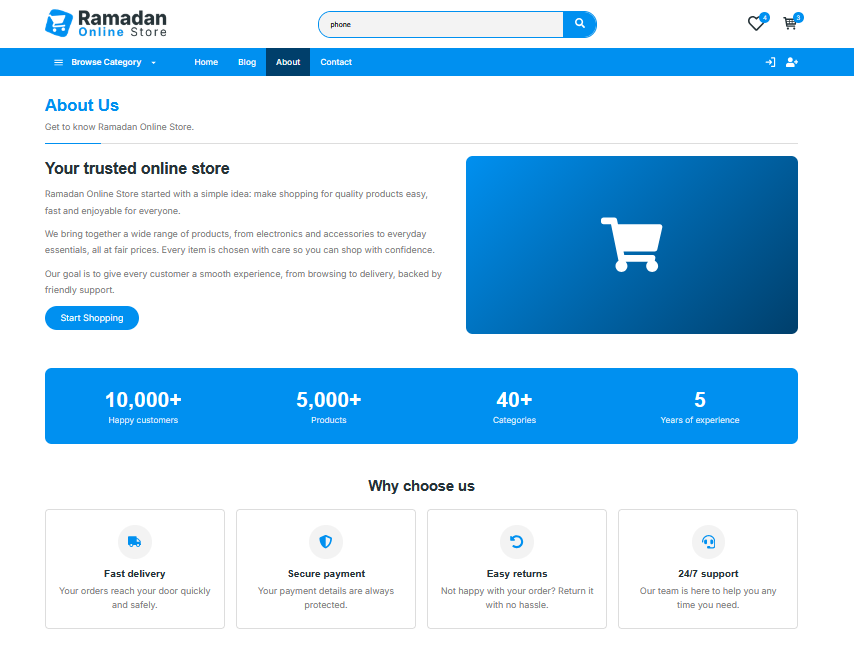 Ramadan
Online Store
phone
4
3
Browse Category
Home
Blog
About
Contact
About Us
Get to know Ramadan Online Store.
Your trusted online store
Ramadan Online Store started with a simple idea: make shopping for quality products easy,
fast and enjoyable for everyone.
We bring together a wide range of products, from electronics and accessories to everyday
essentials, all at fair prices. Every item is chosen with care so you can shop with confidence.
Our goal is to give every customer a smooth experience, from browsing to delivery, backed by
friendly support.
Start Shopping
10,000+
Happy customers
5,000+
Products
40+
Categories
5
Years of experience
Why choose us
Fast delivery
Your orders reach your door quickly
and safely.
Secure payment
Your payment details are always
protected.
Easy returns
Not happy with your order? Return it
with no hassle.
24/7 support
Our team is here to help you any
time you need.